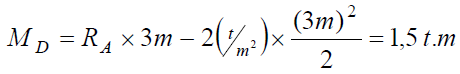 M_D = R_A × 3m − 2(t/m²) × (3m)²/2 = 1,5 t.m